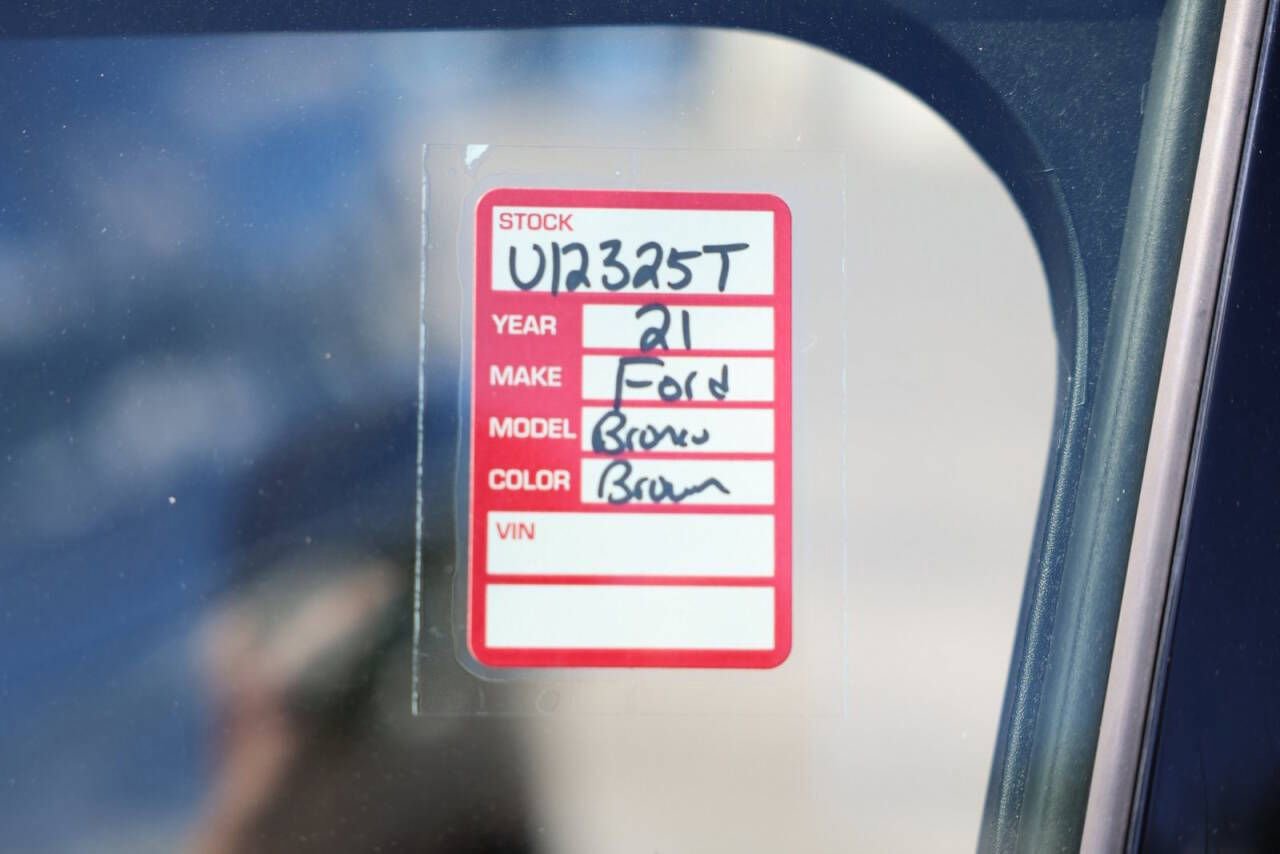 STOCK
U12325T
YEAR 21
MAKE Ford
MODEL Bronco
COLOR Brown
VIN